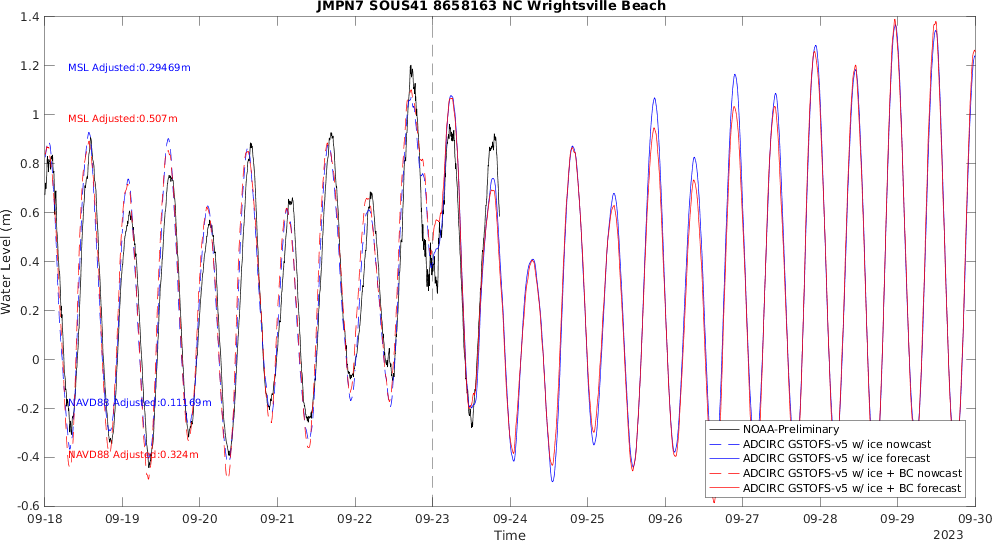 JMPN7 SOUS41 8658163 NC Wrightsville Beach
1.4
1.2
1
0.8
0.6
0.4
0.2
0
-0.2
-0.4
-0.6
Water Level (m)
MSL Adjusted:0.29469m
MSL Adjusted:0.507m
NAVD88 Adjusted:0.11169m
NAVD88 Adjusted:0.324m
NOAA-Preliminary
ADCIRC GSTOFS-v5 w/ ice nowcast
ADCIRC GSTOFS-v5 w/ ice forecast
ADCIRC GSTOFS-v5 w/ ice + BC nowcast
ADCIRC GSTOFS-v5 w/ ice + BC forecast
09-18 09-19 09-20 09-21 09-22 09-23 09-24 09-25 09-26 09-27 09-28 09-29 09-30
Time
2023